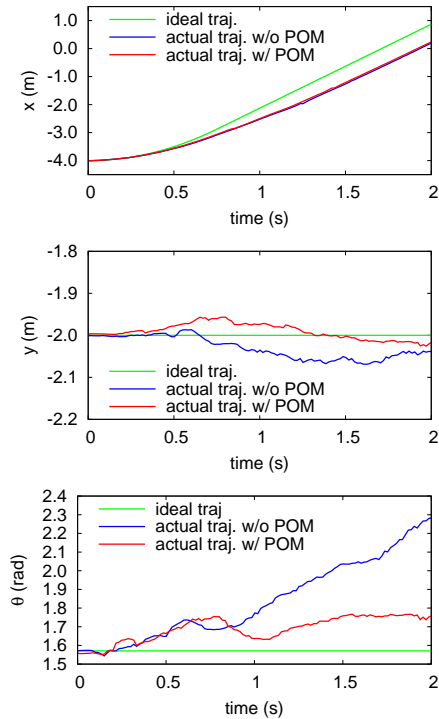 ideal traj.
actual traj. w/o POM
actual traj. w/ POM
1.0
0.0
-1.0
-2.0
-3.0
-4.0
x (m)
0 0.5 1 1.5 2
time (s)
-1.8
-1.9
-2.0
-2.1
-2.2
y (m)
ideal traj.
actual traj. w/o POM
actual traj. w/ POM
0 0.5 1 1.5 2
time (s)
2.4
2.3
2.2
2.1
2.0
1.9
1.8
1.7
1.6
1.5
θ (rad)
ideal traj
actual traj. w/o POM
actual traj. w/ POM
0 0.5 1 1.5 2
time (s)